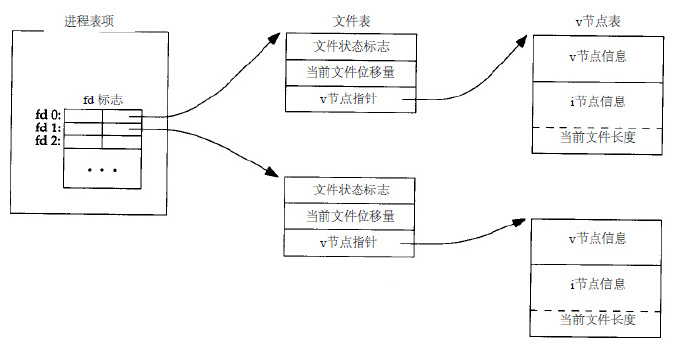 进程表项
文件表
v节点表
fd 标志
fd 0:
fd 1:
fd 2:
• • •
文件状态标志
当前文件位移量
v节点指针
v节点信息
i节点信息
当前文件长度
文件状态标志
当前文件位移量
v节点指针
v节点信息
i节点信息
当前文件长度